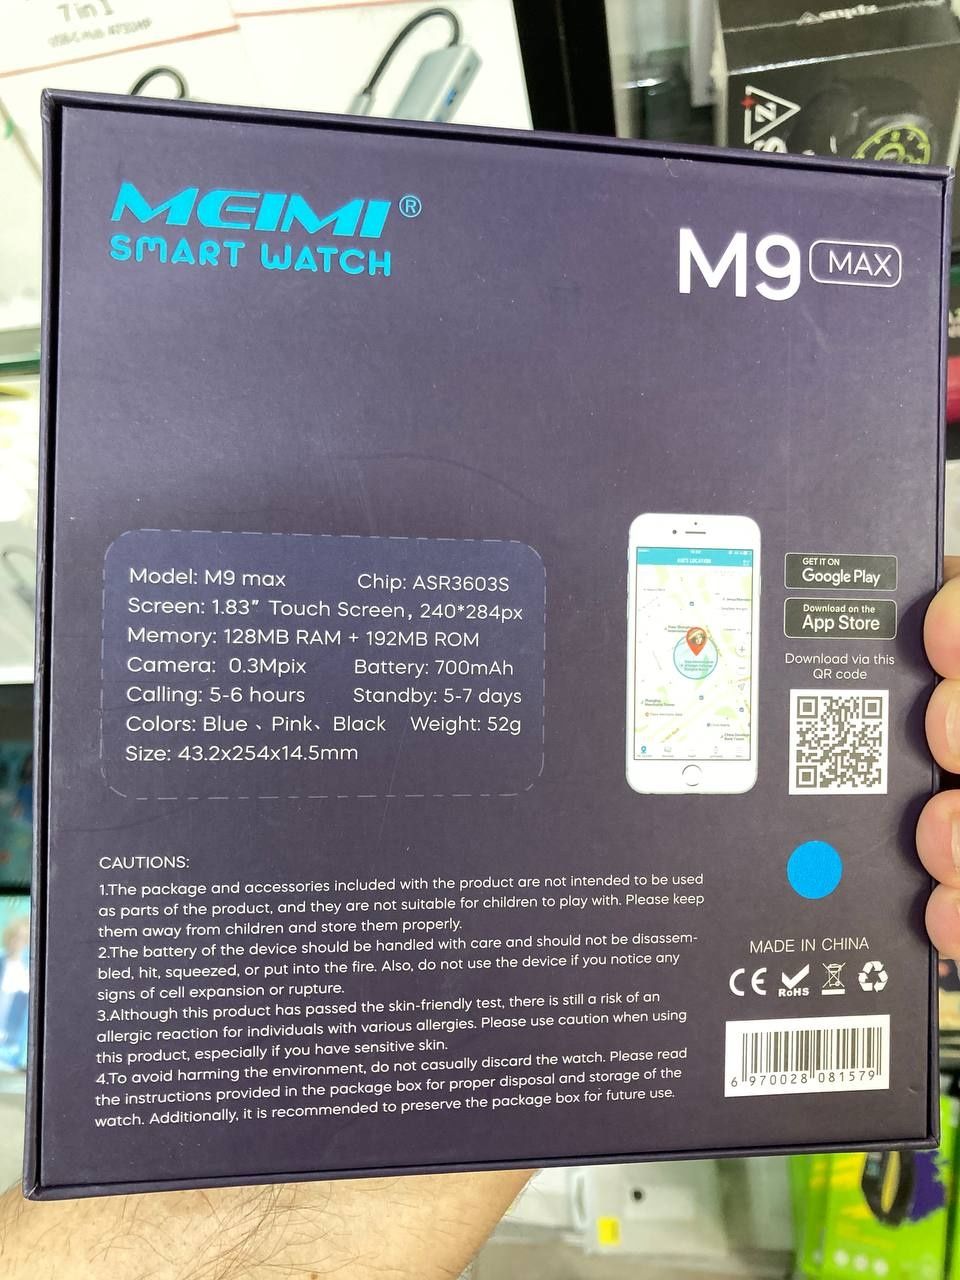 7 in 1
MEIMI®
SMART WATCH
M9 MAX
Model: M9 max Chip: ASR3603S
Screen: 1.83” Touch Screen, 240*284px
Memory: 128MB RAM + 192MB ROM
Camera: 0.3Mpix Battery: 700mAh
Calling: 5-6 hours Standby: 5-7 days
Colors: Blue、Pink、Black Weight: 52g
Size: 43.2x254x14.5mm
GET IT ON
Google Play
Download on the
App Store
Download via this
QR code
CAUTIONS:
1.The package and accessories included with the product are not intended to be used
as parts of the product, and they are not suitable for children to play with. Please keep
them away from children and store them properly.
2.The battery of the device should be handled with care and should not be disassem-
bled, hit, squeezed, or put into the fire. Also, do not use the device if you notice any
signs of cell expansion or rupture.
3.Although this product has passed the skin-friendly test, there is still a risk of an
allergic reaction for individuals with various allergies. Please use caution when using
this product, especially if you have sensitive skin.
4.To avoid harming the environment, do not casually discard the watch. Please read
the instructions provided in the package box for proper disposal and storage of the
watch. Additionally, it is recommended to preserve the package box for future use.
MADE IN CHINA
CE RoHS
6 970028 081579